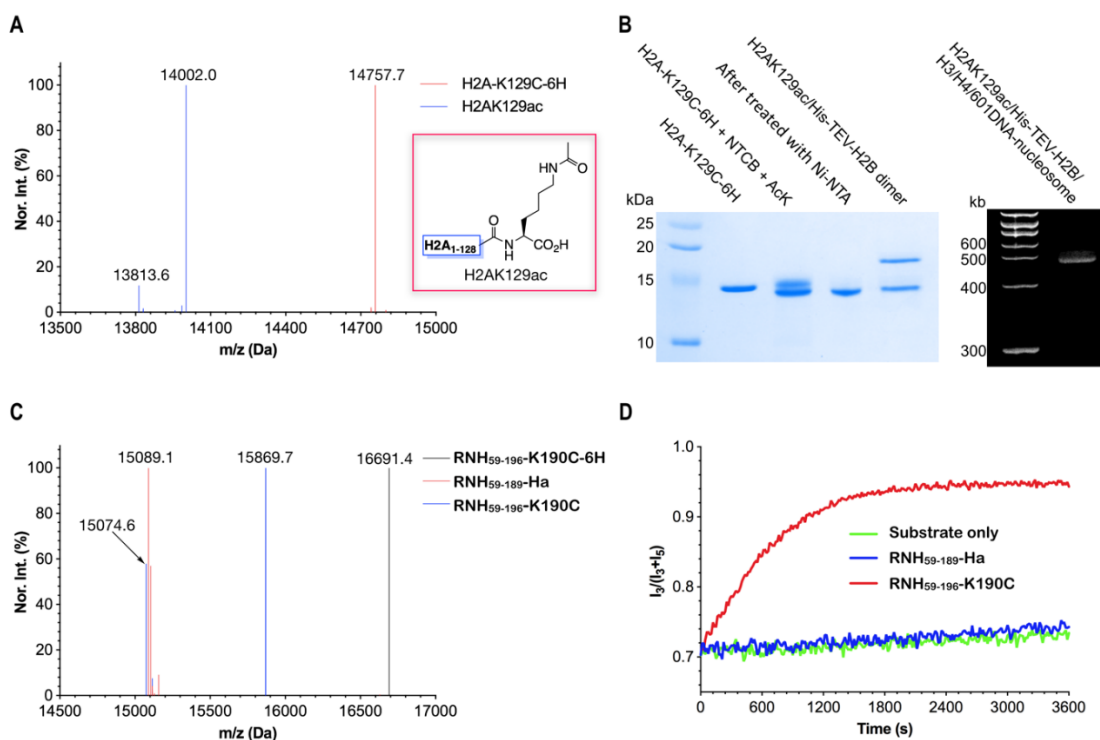 A
Nor. Int. (%)
100
80
60
40
20
0
13813.6
14002.0
14757.7
H2A-K129C-6H
H2AK129ac
NH
O
O
N
H
CO₂H
H2A₁₋₁₂₈
H2AK129ac
13500
13800
14100
14400
14700
15000
m/z (Da)
B
H2A-K129C-6H
H2A-K129C-6H + NTCB + AcK
After treated with Ni-NTA
H2AK129ac/His-TEV-H2B dimer
kDa
25
20
15
10
H2AK129ac/His-TEV-H2B/
H3/H4/601DNA-nucleosome
kb
600
500
400
300
C
Nor. Int. (%)
100
80
60
40
20
0
15074.6
15089.1
15869.7
16691.4
RNH₅₉₋₁₉₆-K190C-6H
RNH₅₉₋₁₈₉-Ha
RNH₅₉₋₁₉₆-K190C
14500
15000
15500
16000
16500
17000
m/z (Da)
D
I₃/(I₃+I₅)
1.0
0.9
0.8
0.7
Substrate only
RNH₅₉₋₁₈₉-Ha
RNH₅₉₋₁₉₆-K190C
0
600
1200
1800
2400
3000
3600
Time (s)